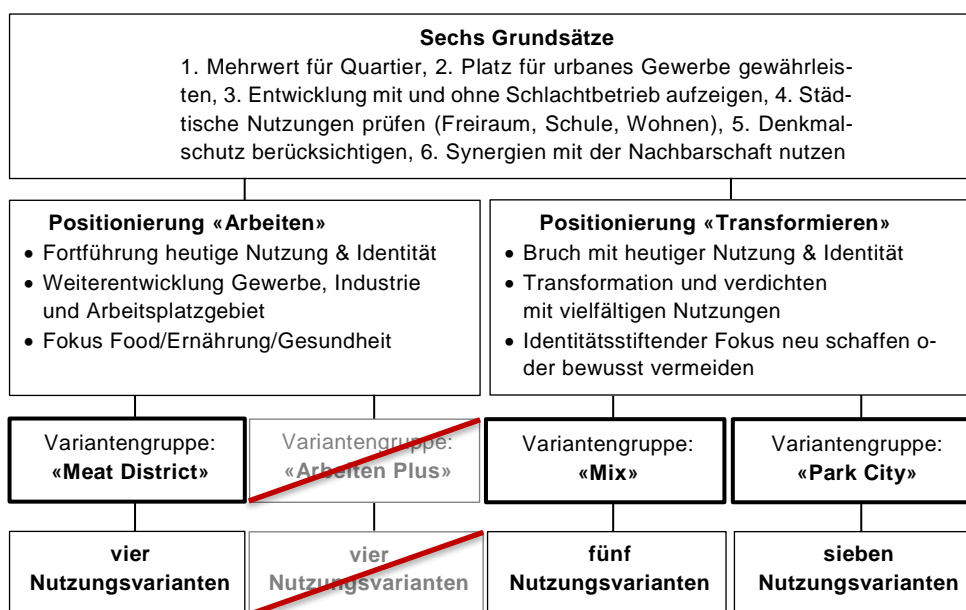 Sechs Grundsätze
1. Mehrwert für Quartier, 2. Platz für urbanes Gewerbe gewährleis-
ten, 3. Entwicklung mit und ohne Schlachtbetrieb aufzeigen, 4. Städ-
tische Nutzungen prüfen (Freiraum, Schule, Wohnen), 5. Denkmal-
schutz berücksichtigen, 6. Synergien mit der Nachbarschaft nutzen
Positionierung «Arbeiten»
• Fortführung heutige Nutzung & Identität
• Weiterentwicklung Gewerbe, Industrie
und Arbeitsplatzgebiet
• Fokus Food/Ernährung/Gesundheit
Positionierung «Transformieren»
• Bruch mit heutiger Nutzung & Identität
• Transformation und verdichten
mit vielfältigen Nutzungen
• Identitätsstiftender Fokus neu schaffen o-
der bewusst vermeiden
Variantengruppe:
«Meat District»
Variantengruppe:
«Arbeiten Plus»
Variantengruppe:
«Mix»
Variantengruppe:
«Park City»
vier
Nutzungsvarianten
vier
Nutzungsvarianten
fünf
Nutzungsvarianten
sieben
Nutzungsvarianten